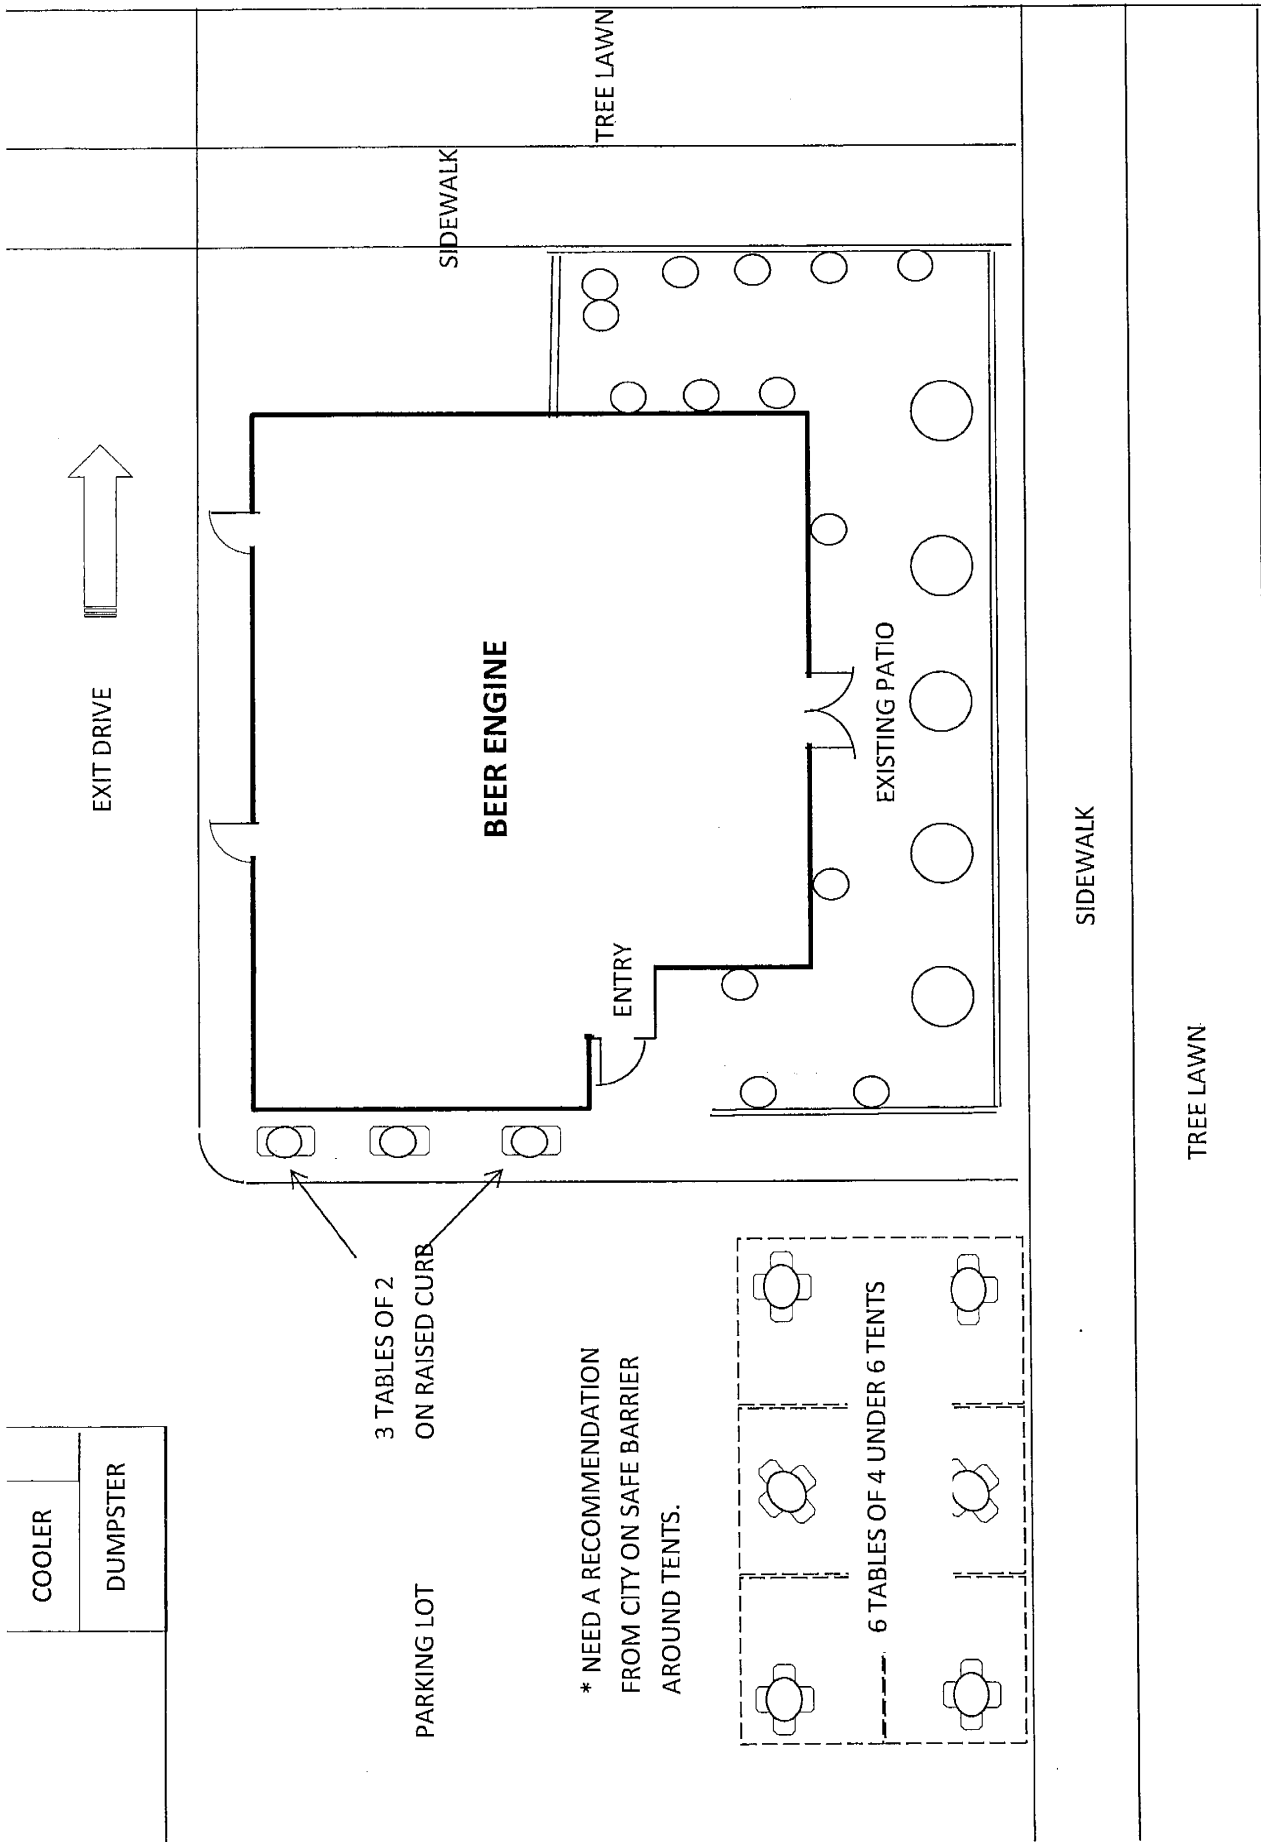 COOLER
DUMPSTER
EXIT DRIVE
PARKING LOT
3 TABLES OF 2
ON RAISED CURB
SIDEWALK
TREE LAWN
BEER ENGINE
* NEED A RECOMMENDATION
FROM CITY ON SAFE BARRIER
AROUND TENTS.
ENTRY
EXISTING PATIO
6 TABLES OF 4 UNDER 6 TENTS
SIDEWALK
TREE LAWN